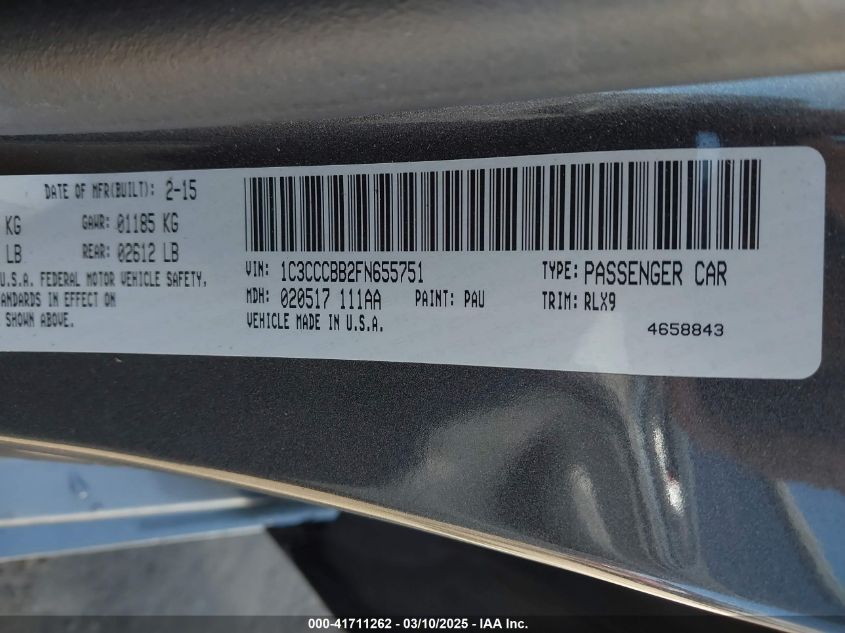 DATE OF MFR(BUILT): 2-15
KG GAWR: 01185 KG
LB REAR: 02612 LB
U.S.A. FEDERAL MOTOR VEHICLE SAFETY,
STANDARDS IN EFFECT ON
SHOWN ABOVE.
VIN: 1C3CCCBB2FN655751 TYPE: PASSENGER CAR
MDH: 020517 111AA PAINT: PAU TRIM: RLX9
VEHICLE MADE IN U.S.A.
4658843
000-41711262 - 03/10/2025 - IAA Inc.